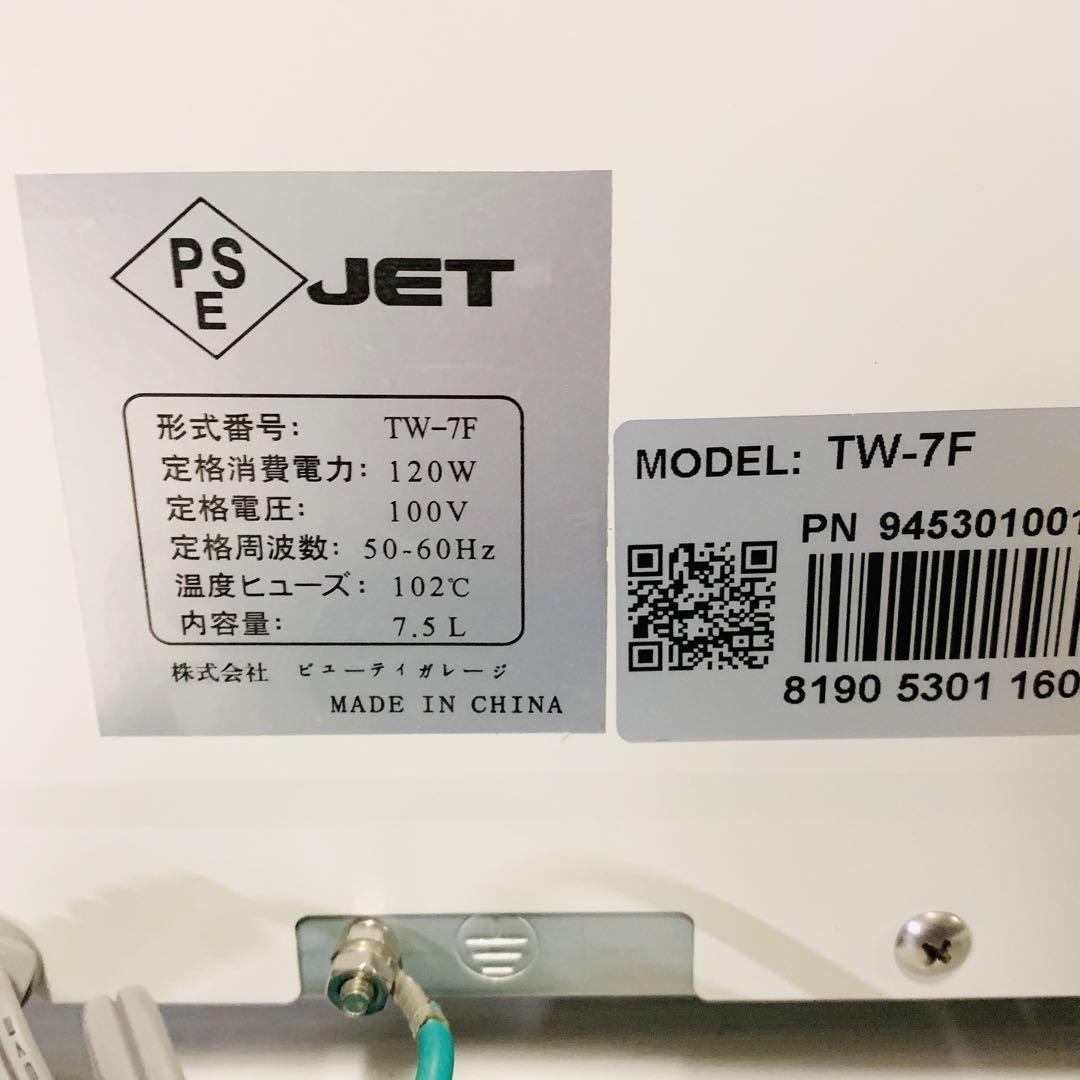 PS
E
JET
形式番号: TW-7F
定格消費電力: 120W
定格電圧: 100V
定格周波数: 50-60Hz
温度ヒューズ: 102℃
内容量: 7.5L
株式会社 ビューティガレージ
MADE IN CHINA
MODEL: TW-7F
PN 945301001
8190 5301 160